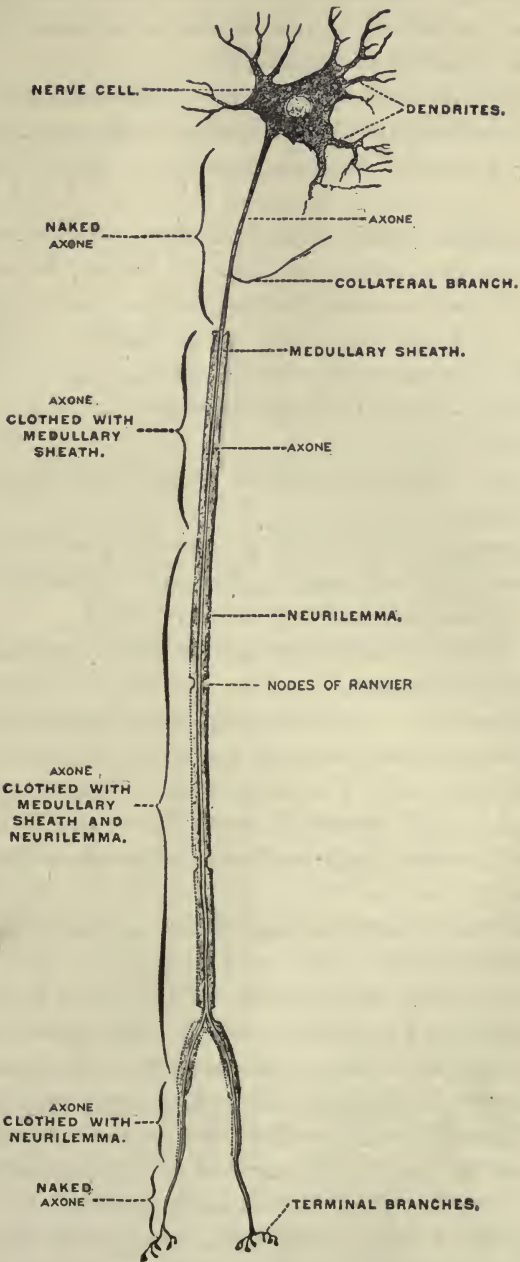 NERVE CELL.
DENDRITES.
NAKED
AXONE
AXONE
COLLATERAL BRANCH.
MEDULLARY SHEATH.
AXONE.
CLOTHED WITH
MEDULLARY
SHEATH.
AXONE
NEURILEMMA.
NODES OF RANVIER
AXONE,
CLOTHED WITH
MEDULLARY
SHEATH AND
NEURILEMMA.
AXONE
CLOTHED WITH
NEURILEMMA.
NAKED
AXONE
TERMINAL BRANCHES.